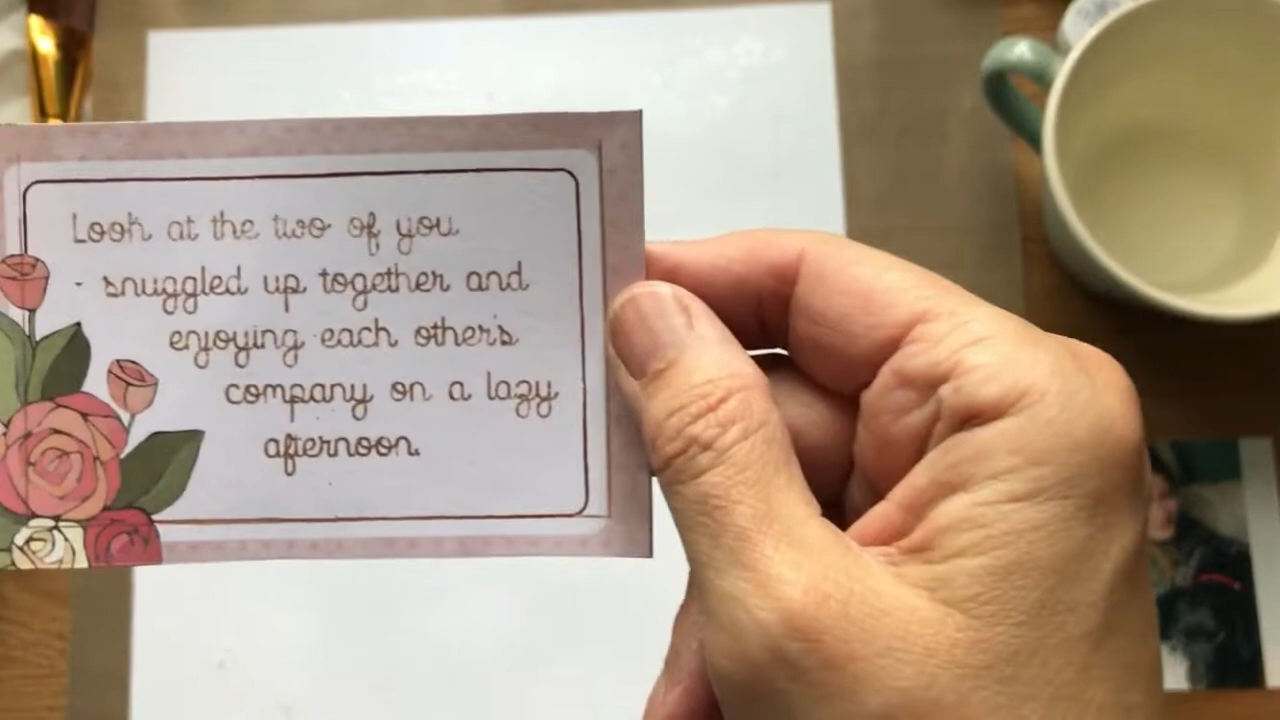 Look at the two of you
snuggled up together and
enjoying each other's
company on a lazy
afternoon.